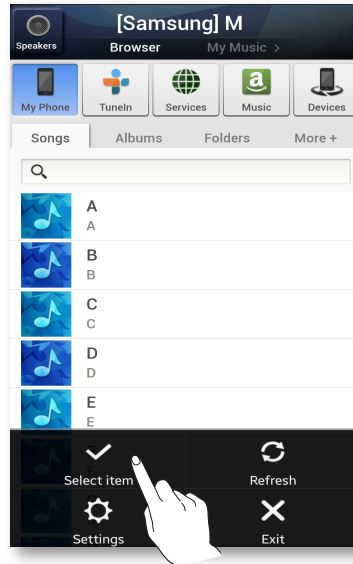 [Samsung] M
Speakers
Browser
My Music >
My Phone
TuneIn
Services
Music
Devices
Songs
Albums
Folders
More +
A
A
B
B
C
C
D
D
E
E
Select item
Refresh
Settings
Exit